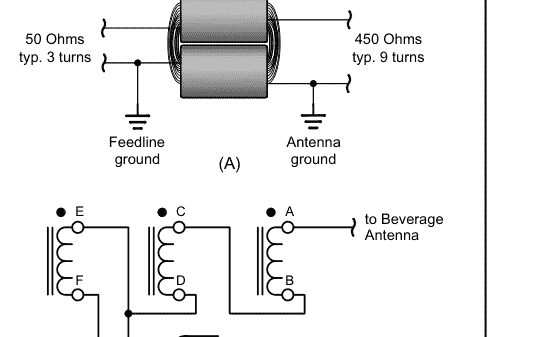 50 Ohms
typ. 3 turns
450 Ohms
typ. 9 turns
Feedline
ground
Antenna
ground
(A)
E
C
A
to Beverage
Antenna
F
D
B